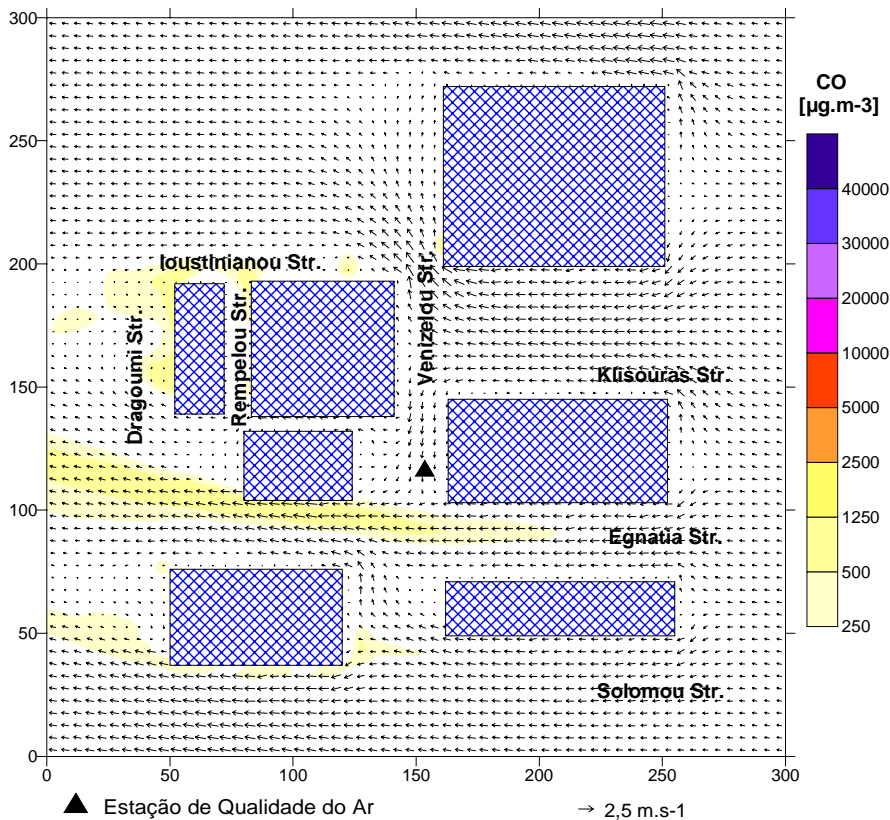 300
250
200
150
100
50
0
0
50
100
150
200
250
300
Ioustinianou Str.
Dragoumi Str.
Rempelou Str.
Venizelou Str.
Klisouras Str.
Egnatia Str.
Solomou Str.
CO
[µg.m-3]
40000
30000
20000
10000
5000
2500
1250
500
250
Estação de Qualidade do Ar
2,5 m.s-1